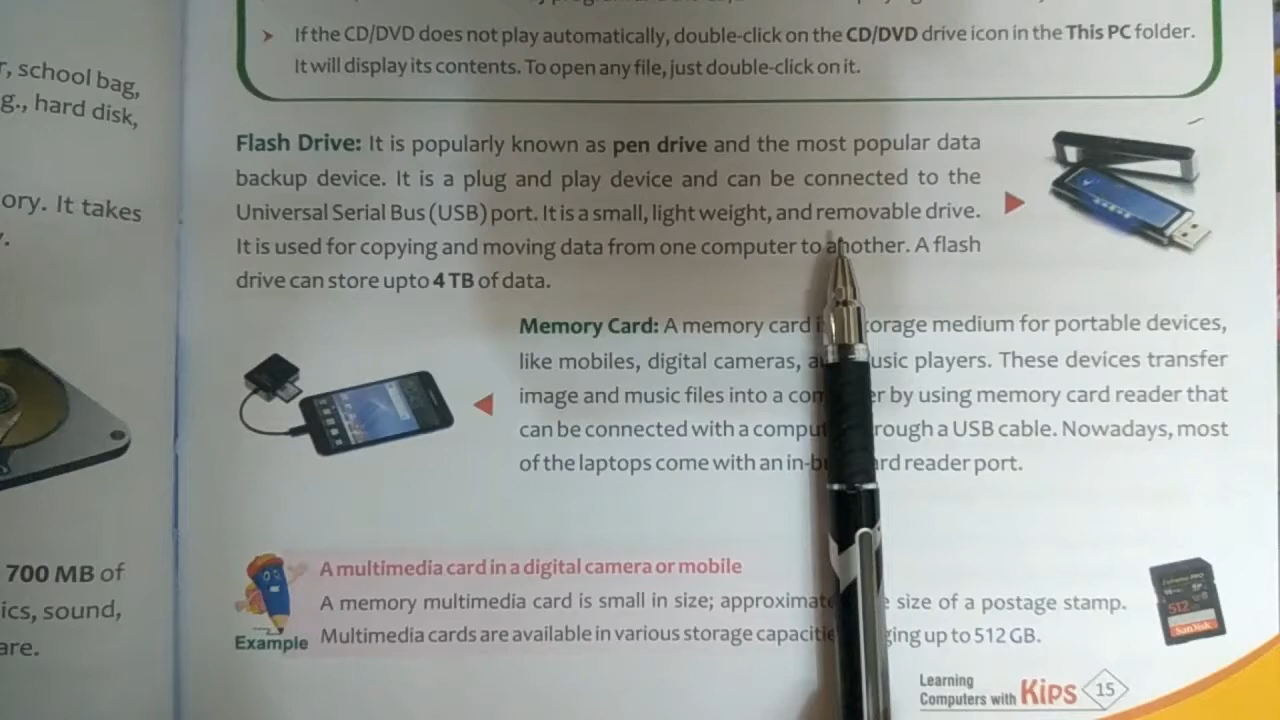 r, school bag,
g., hard disk,
ory. It takes
700 MB of
ics, sound,
are.
➤ If the CD/DVD does not play automatically, double-click on the CD/DVD drive icon in the This PC folder.
It will display its contents. To open any file, just double-click on it.
Flash Drive: It is popularly known as pen drive and the most popular data
backup device. It is a plug and play device and can be connected to the
Universal Serial Bus (USB) port. It is a small, light weight, and removable drive.
It is used for copying and moving data from one computer to another. A flash
drive can store upto 4 TB of data.
Memory Card: A memory card i orage medium for portable devices,
like mobiles, digital cameras, a usic players. These devices transfer
image and music files into a com er by using memory card reader that
can be connected with a comput rough a USB cable. Nowadays, most
of the laptops come with an in-bu ard reader port.
A multimedia card in a digital camera or mobile
A memory multimedia card is small in size; approximate e size of a postage stamp.
Example
Multimedia cards are available in various storage capacitie ging up to 512 GB.
Extreme PRO
512
SanDisk
Learning
Computers with Kips 15